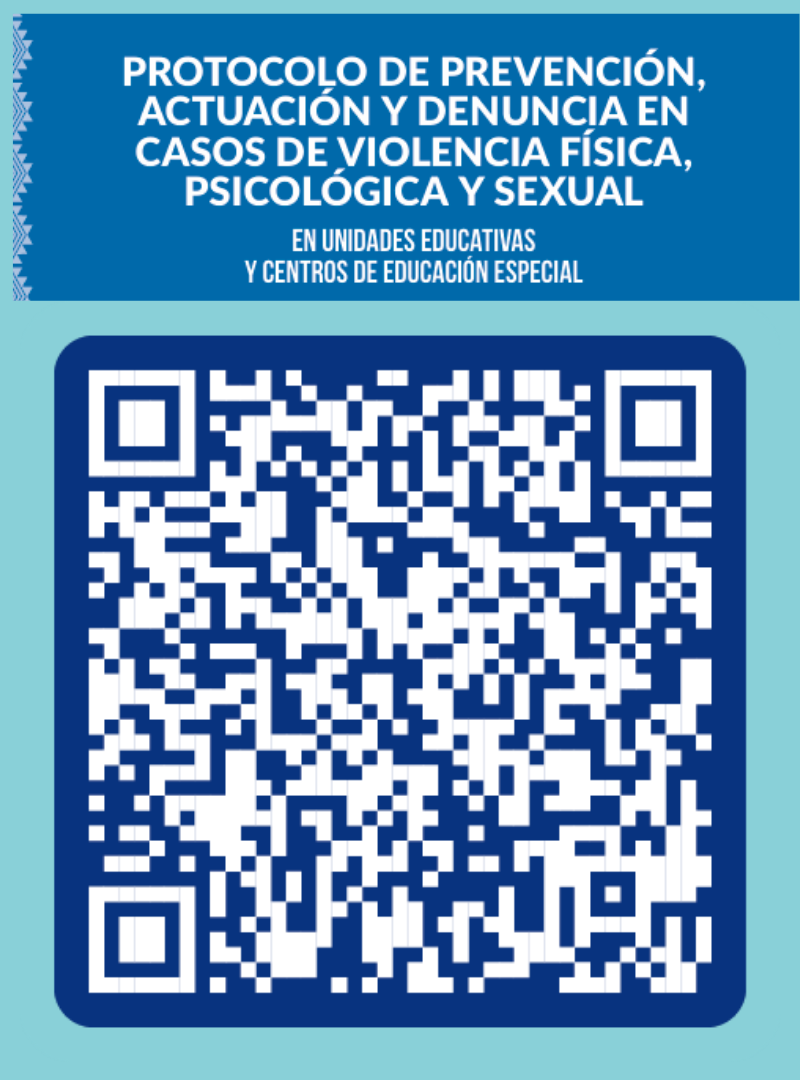 PROTOCOLO DE PREVENCIÓN,
ACTUACIÓN Y DENUNCIA EN
CASOS DE VIOLENCIA FÍSICA,
PSICOLÓGICA Y SEXUAL
EN UNIDADES EDUCATIVAS
Y CENTROS DE EDUCACIÓN ESPECIAL